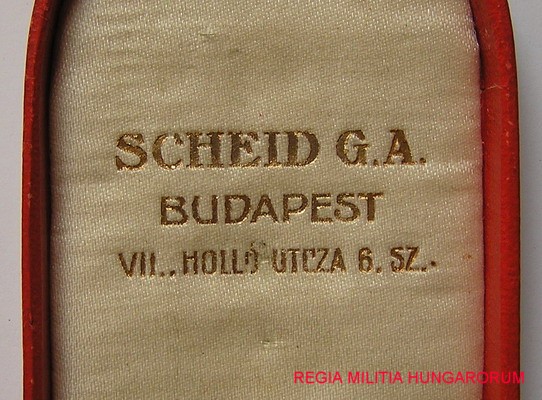 SCHEID G.A.
BUDAPEST
VII., HOLLÓ UTCZA 6. SZ.
REGIA MILITIA HUNGARORUM